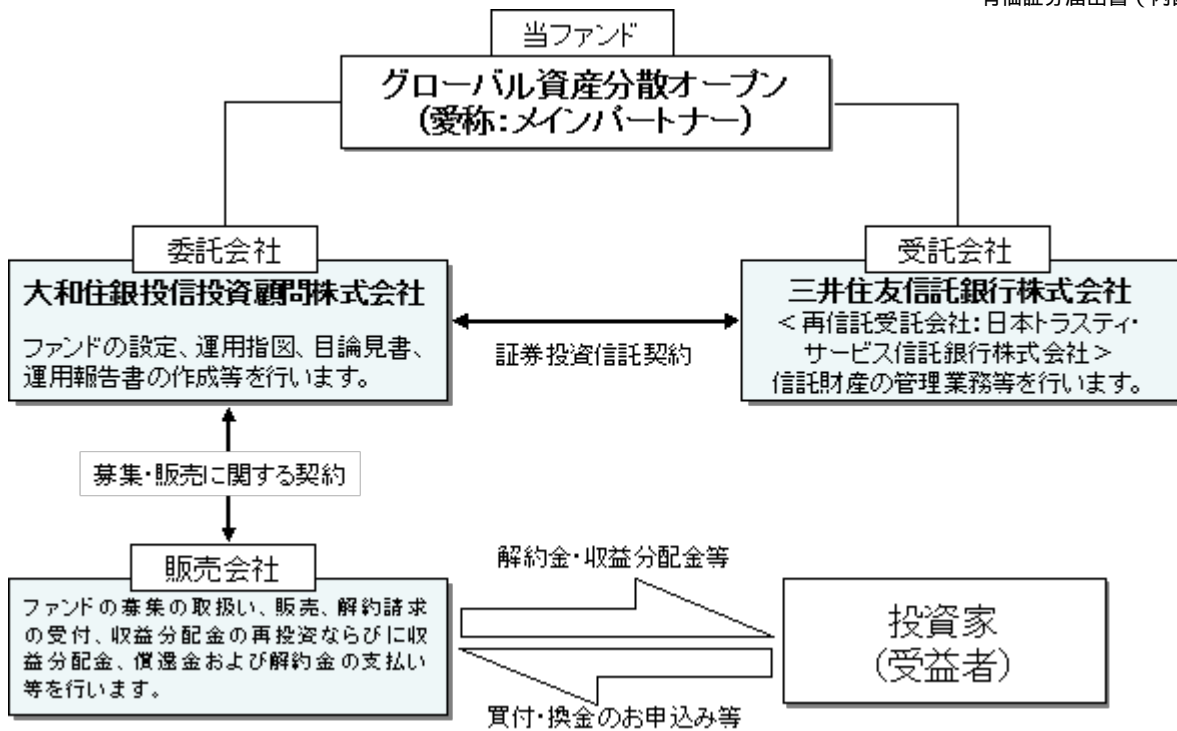 当ファンド
グローバル資産分散オープン
(愛称:メインパートナー)
委託会社
大和住銀投信投資顧問株式会社
ファンドの設定、運用指図、目論見書、
運用報告書の作成等を行います。
証券投資信託契約
受託会社
三井住友信託銀行株式会社
<再信託受託会社:日本トラスティ・
サービス信託銀行株式会社>
信託財産の管理業務等を行います。
募集・販売に関する契約
販売会社
ファンドの募集の取扱い、販売、解約請求
の受付、収益分配金の再投資ならびに収
益分配金、償還金および解約金の支払い
等を行います。
解約金・収益分配金等
買付・換金のお申込み等
投資家
(受益者)